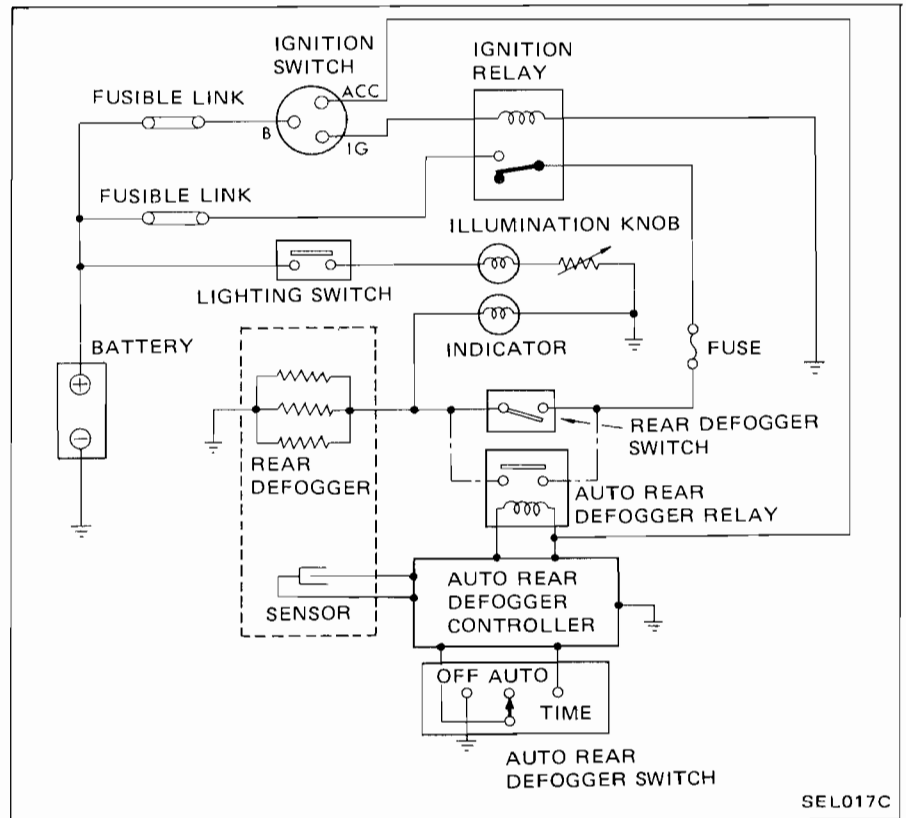 IGNITION
SWITCH
IGNITION
RELAY
ACC
FUSIBLE LINK
B
IG
FUSIBLE LINK
ILLUMINATION KNOB
LIGHTING SWITCH
BATTERY
INDICATOR
FUSE
REAR DEFOGGER
SWITCH
REAR
DEFOGGER
AUTO REAR
DEFOGGER RELAY
AUTO REAR
DEFOGGER
CONTROLLER
SENSOR
OFF AUTO
TIME
AUTO REAR
DEFOGGER SWITCH
SEL017C